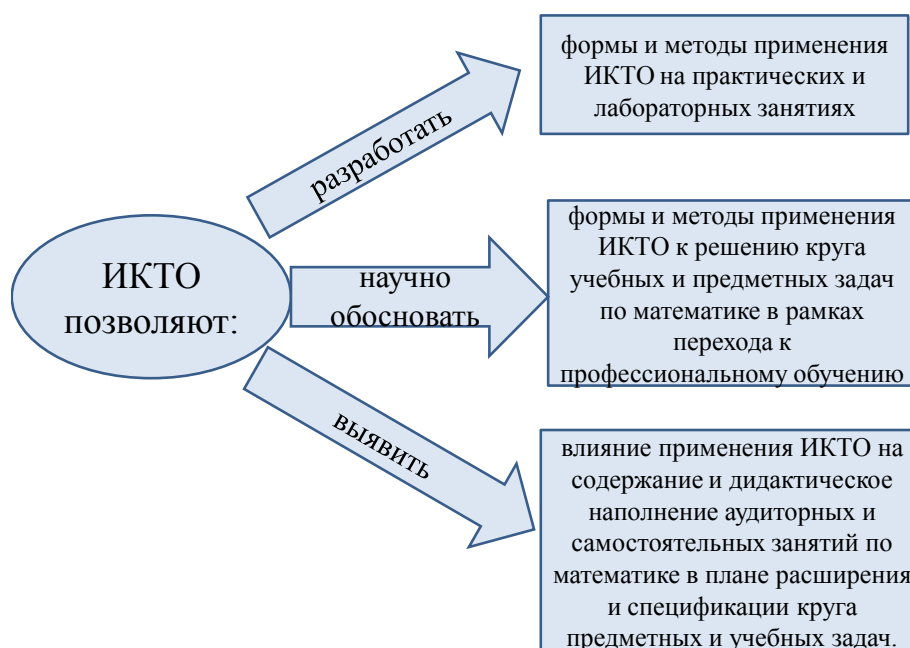 ИКТО
позволяют:
разработать
формы и методы применения
ИКТО на практических и
лабораторных занятиях
научно
обосновать
формы и методы применения
ИКТО к решению круга
учебных и предметных задач
по математике в рамках
перехода к
профессиональному обучению
выявить
влияние применения ИКТО на
содержание и дидактическое
наполнение аудиторных и
самостоятельных занятий по
математике в плане расширения
и спецификации круга
предметных и учебных задач.